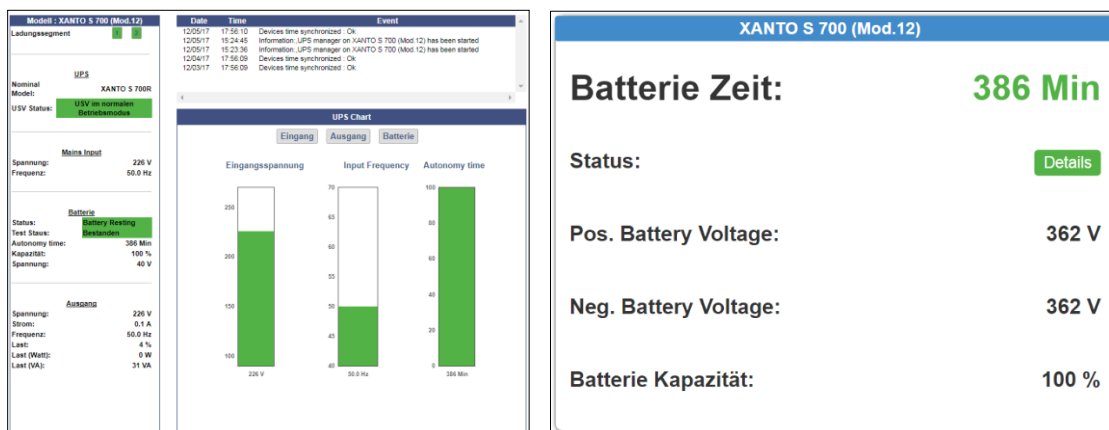 Modell : XANTO S 700 (Mod.12)
Ladungssegment 1 2
UPS
Nominal Model: XANTO S 700R
USV Status: USV im normalen Betriebsmodus
Mains Input
Spannung: 226 V
Frequenz: 50.0 Hz
Batterie
Status: Battery Resting
Test Staus: Bestanden
Autonomy time: 386 Min
Kapazität: 100 %
Spannung: 40 V
Ausgang
Spannung: 226 V
Strom: 0.1 A
Frequenz: 50.0 Hz
Last: 4 %
Last (Watt): 0 W
Last (VA): 31 VA
Date Time Event
12/05/17 17:56:10 Devices time synchronized : Ok
12/05/17 15:24:45 Information:,UPS manager on XANTO S 700 (Mod.12) has been started
12/05/17 15:23:36 Information:,UPS manager on XANTO S 700 (Mod.12) has been started
12/04/17 17:56:09 Devices time synchronized : Ok
12/03/17 17:56:09 Devices time synchronized : Ok
UPS Chart
Eingang Ausgang Batterie
Eingangsspannung Input Frequency Autonomy time
250
200
150
100
226 V
70
65
60
55
50
45
40
50.0 Hz
100
80
60
40
20
0
386 Min
XANTO S 700 (Mod.12)
Batterie Zeit: 386 Min
Status: Details
Pos. Battery Voltage: 362 V
Neg. Battery Voltage: 362 V
Batterie Kapazität: 100 %